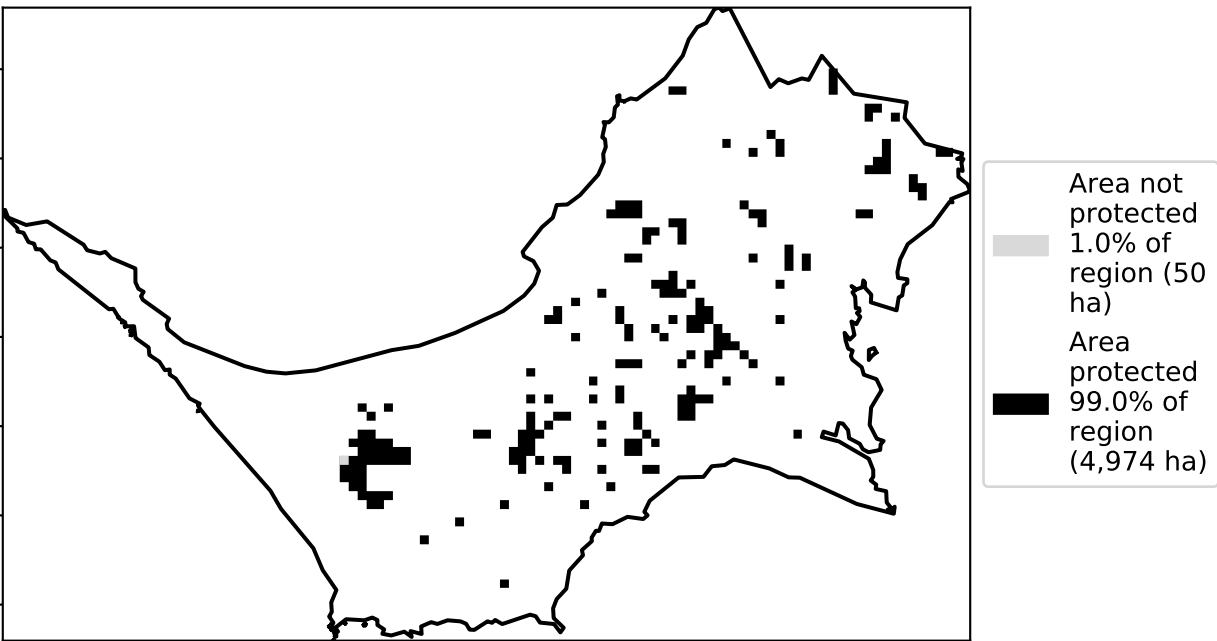 Area not
protected
1.0% of
region (50
ha)
Area
protected
99.0% of
region
(4,974 ha)